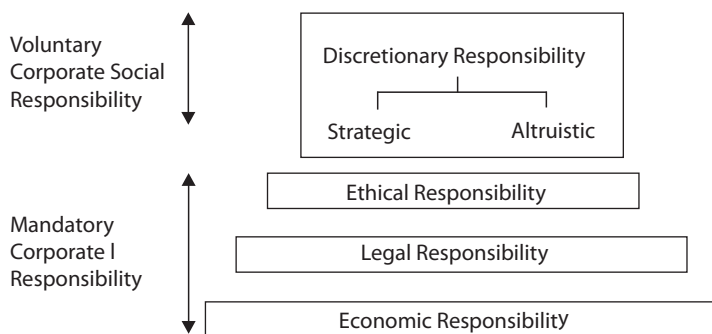 Voluntary
Corporate Social
Responsibility
Discretionary Responsibility
Strategic
Altruistic
Ethical Responsibility
Mandatory
Corporate l
Responsibility
Legal Responsibility
Economic Responsibility